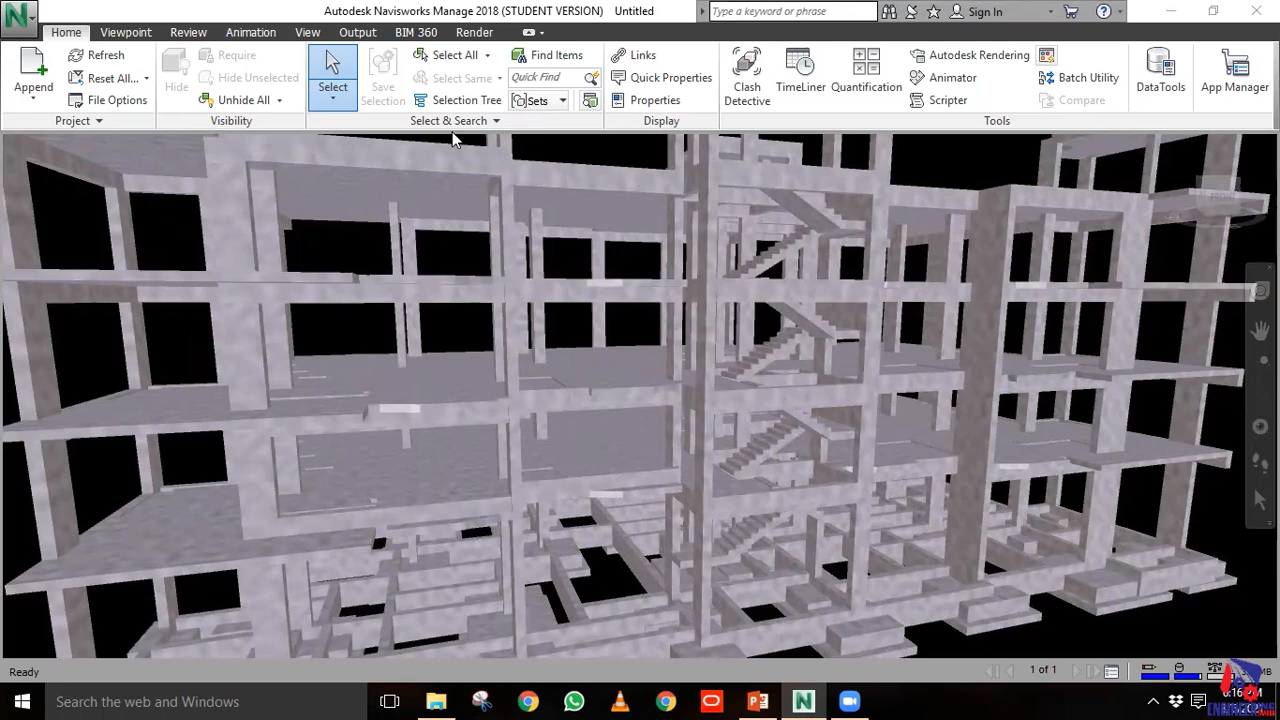 Autodesk Navisworks Manage 2018 (STUDENT VERSION) Untitled
Type a keyword or phrase
Sign In
Home Viewpoint Review Animation View Output BIM 360 Render
Append
Refresh
Reset All...
File Options
Project
Hide
Require
Hide Unselected
Unhide All
Visibility
Select
Save Selection
Select All
Select Same
Selection Tree
Find Items
Quick Find
Sets
Select & Search
Links
Quick Properties
Properties
Display
Clash Detective
TimeLiner
Quantification
Autodesk Rendering
Animator
Scripter
Batch Utility
Compare
Tools
DataTools
App Manager
Ready
1 of 1
Search the web and Windows
ENGINEERING